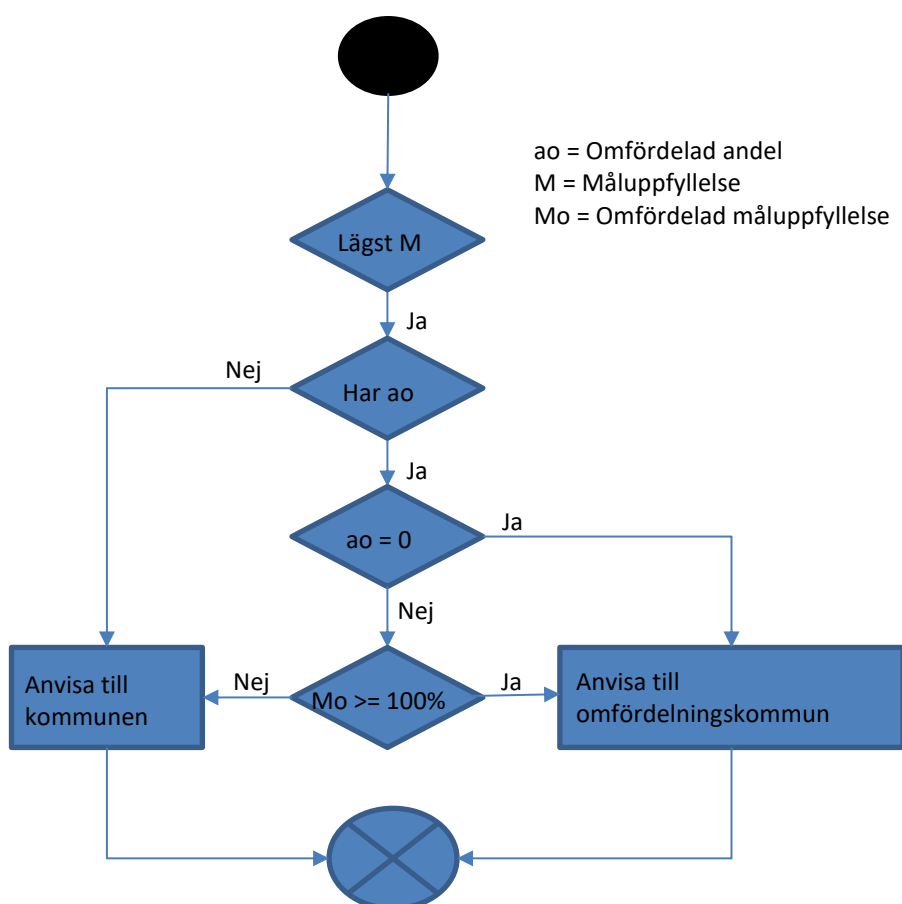 ao = Omfördelad andel
M = Måluppfyllelse
Mo = Omfördelad måluppfyllelse
Lägst M
Ja
Nej
Har ao
Ja
ao = 0
Ja
Nej
Anvisa till
kommunen
Nej
Mo >= 100%
Ja
Anvisa till
omfördelningskommun